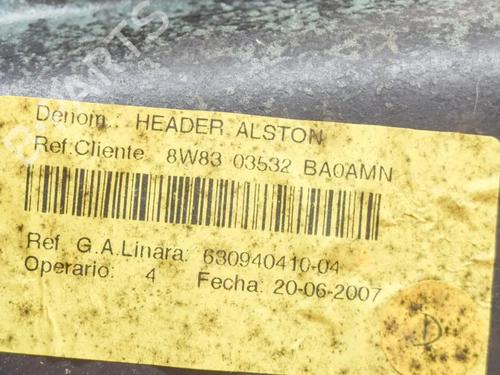 Denom.: HEADER ALSTON
Ref.Cliente 8W83 03532 BA0AMN
Ref. G.A.Linara: 630940410-04
Operario: 4 Fecha: 20-06-2007
D